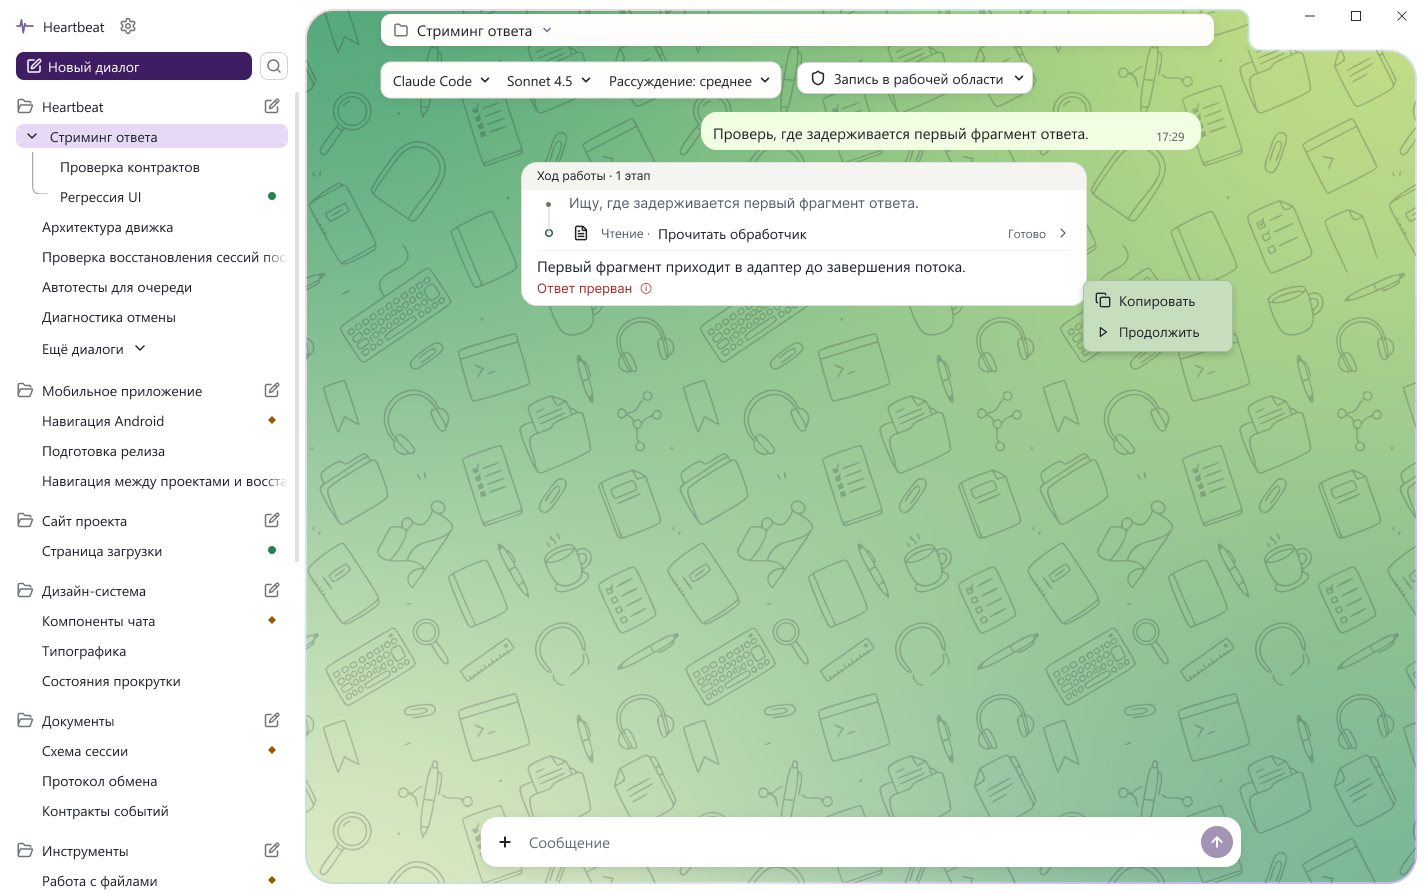 Heartbeat
Новый диалог
Heartbeat
Стриминг ответа
Проверка контрактов
Регрессия UI
Архитектура движка
Проверка восстановления сессий пос
Автотесты для очереди
Диагностика отмены
Ещё диалоги
Мобильное приложение
Навигация Android
Подготовка релиза
Навигация между проектами и восста
Сайт проекта
Страница загрузки
Дизайн-система
Компоненты чата
Типографика
Состояния прокрутки
Документы
Схема сессии
Протокол обмена
Контракты событий
Инструменты
Работа с файлами
Стриминг ответа
Claude Code Sonnet 4.5 Рассуждение: среднее Запись в рабочей области
Проверь, где задерживается первый фрагмент ответа. 17:29
Ход работы · 1 этап
Ищу, где задерживается первый фрагмент ответа.
Чтение · Прочитать обработчик Готово
Первый фрагмент приходит в адаптер до завершения потока.
Ответ прерван
Копировать
Продолжить
Сообщение